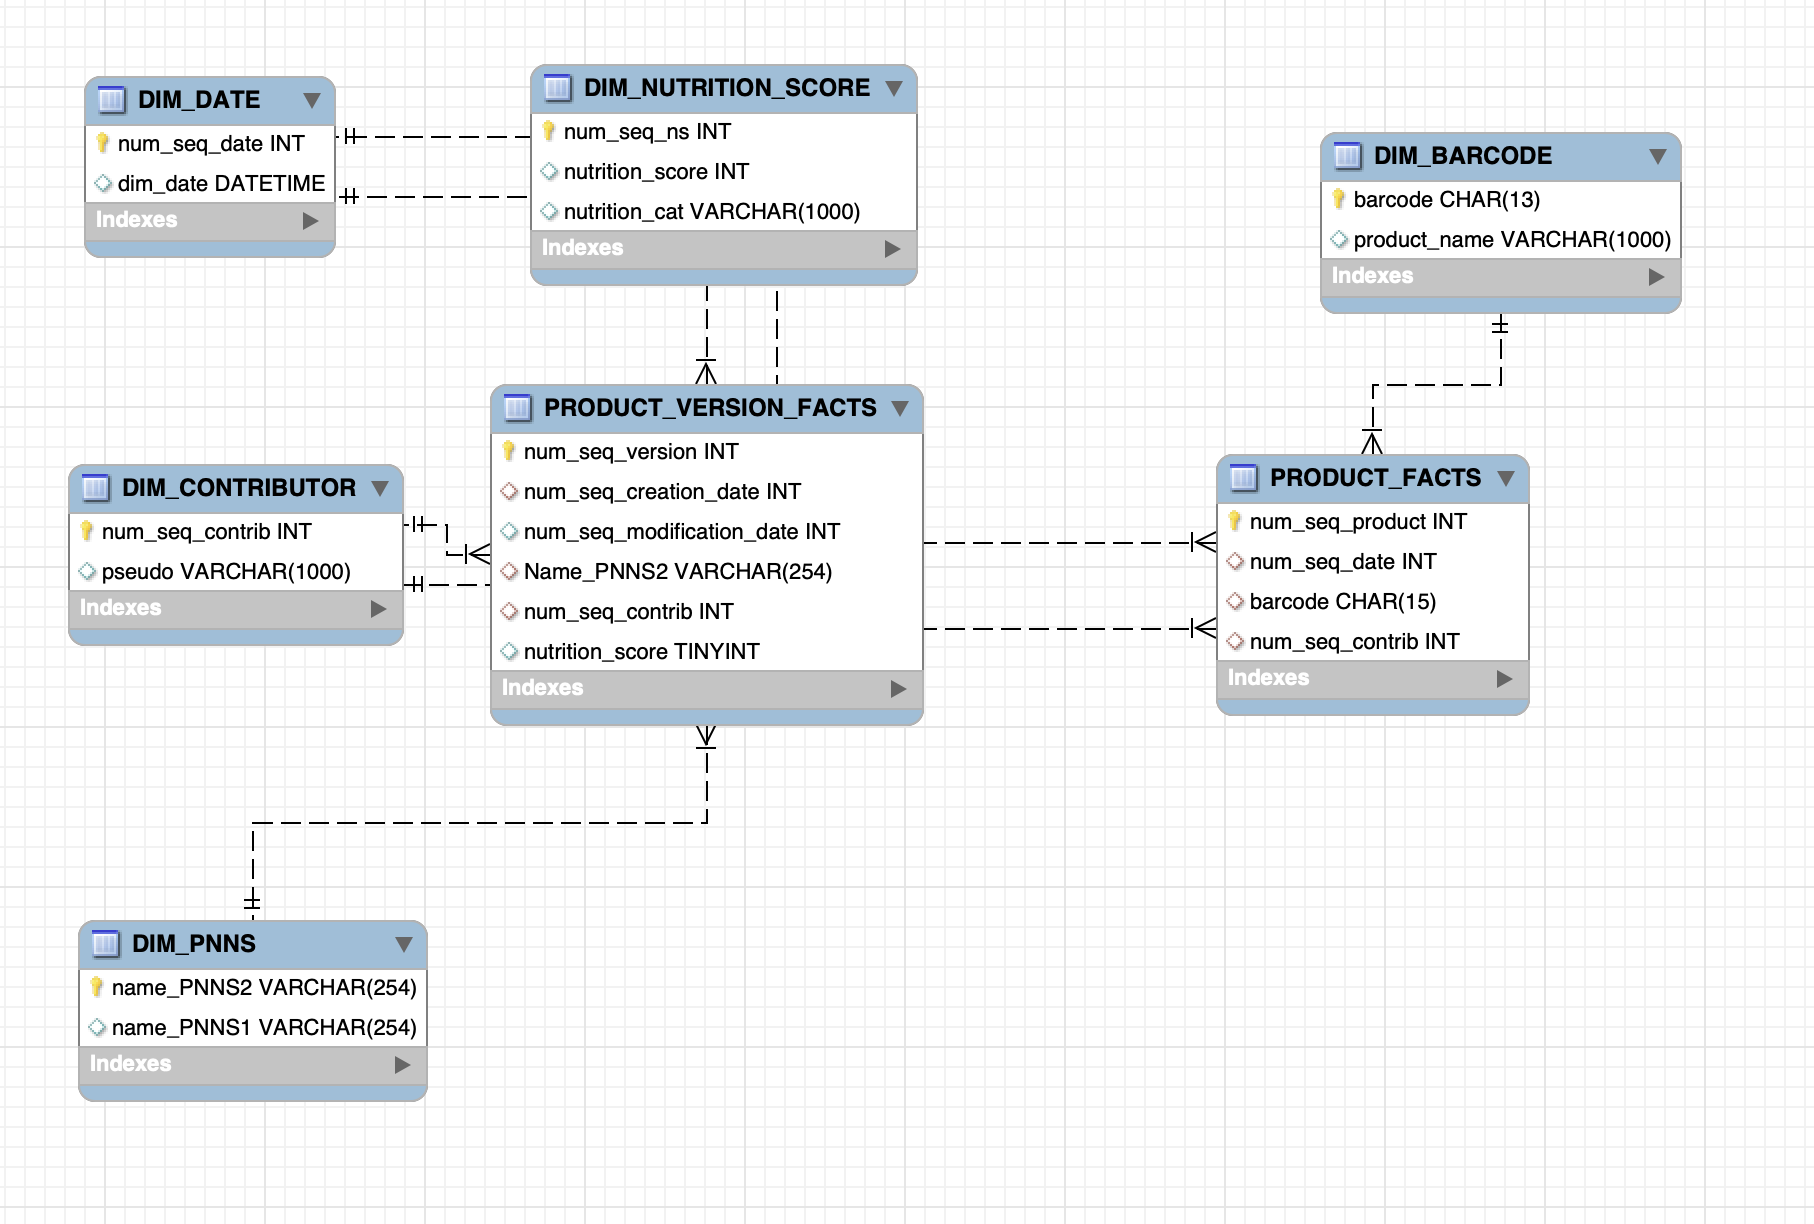 DIM_DATE
num_seq_date INT
dim_date DATETIME
Indexes
DIM_NUTRITION_SCORE
num_seq_ns INT
nutrition_score INT
nutrition_cat VARCHAR(1000)
Indexes
DIM_BARCODE
barcode CHAR(13)
product_name VARCHAR(1000)
Indexes
DIM_CONTRIBUTOR
num_seq_contrib INT
pseudo VARCHAR(1000)
Indexes
PRODUCT_VERSION_FACTS
num_seq_version INT
num_seq_creation_date INT
num_seq_modification_date INT
Name_PNNS2 VARCHAR(254)
num_seq_contrib INT
nutrition_score TINYINT
Indexes
PRODUCT_FACTS
num_seq_product INT
num_seq_date INT
barcode CHAR(15)
num_seq_contrib INT
Indexes
DIM_PNNS
name_PNNS2 VARCHAR(254)
name_PNNS1 VARCHAR(254)
Indexes